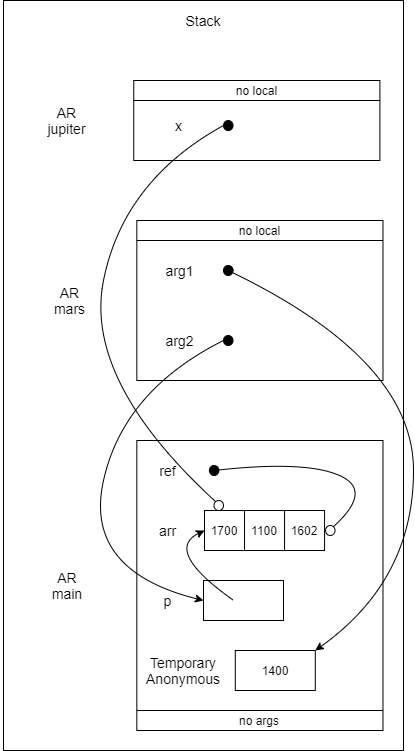 Stack
no local
AR
jupiter
x
no local
arg1
AR
mars
arg2
ref
arr
1700 1100 1602
AR
main
p
Temporary
Anonymous
1400
no args